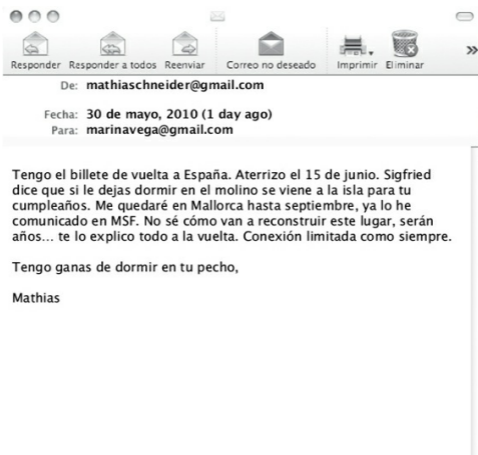 Responder Responder a todos Reenviar Correo no deseado Imprimir Eliminar »
De: mathiaschneider@gmail.com
Fecha: 30 de mayo, 2010 (1 day ago)
Para: marinavega@gmail.com
Tengo el billete de vuelta a España. Aterrizo el 15 de junio. Sigfried
dice que si le dejas dormir en el molino se viene a la isla para tu
cumpleaños. Me quedaré en Mallorca hasta septiembre, ya lo he
comunicado en MSF. No sé cómo van a reconstruir este lugar, serán
años... te lo explico todo a la vuelta. Conexión limitada como siempre.
Tengo ganas de dormir en tu pecho,
Mathias